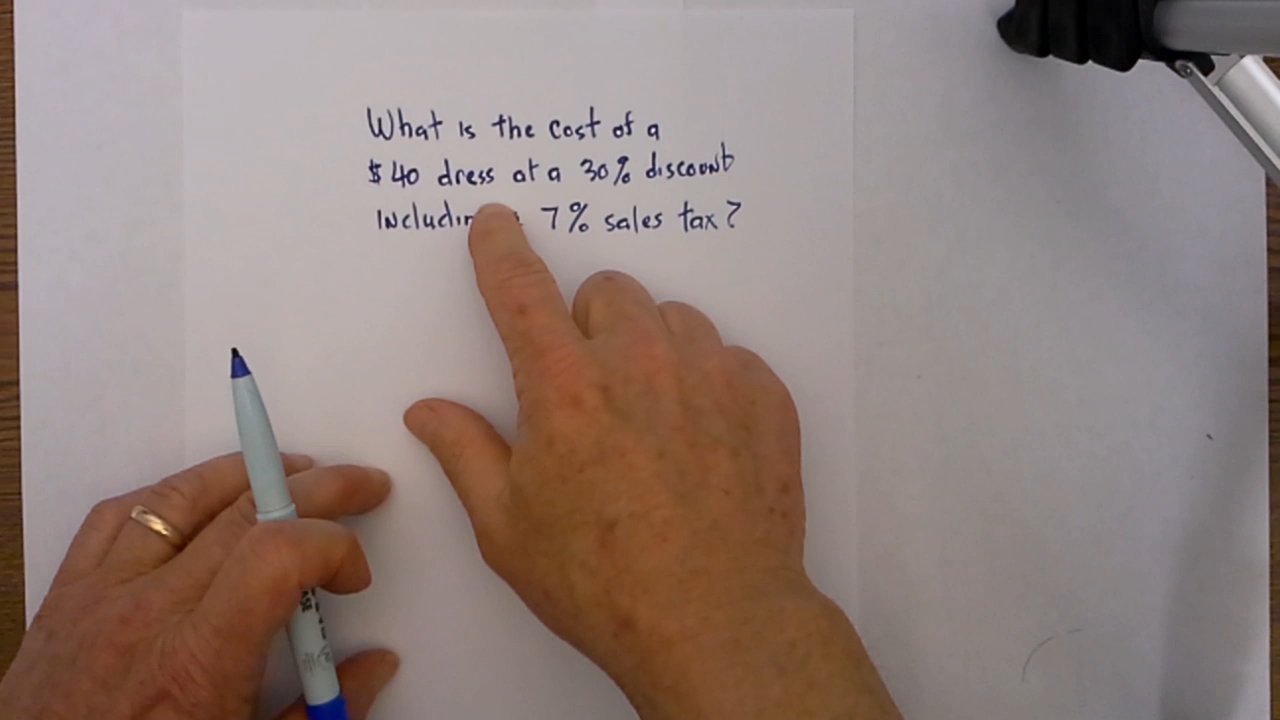 What is the cost of a
$40 dress at a 30% discount
7% sales tax?